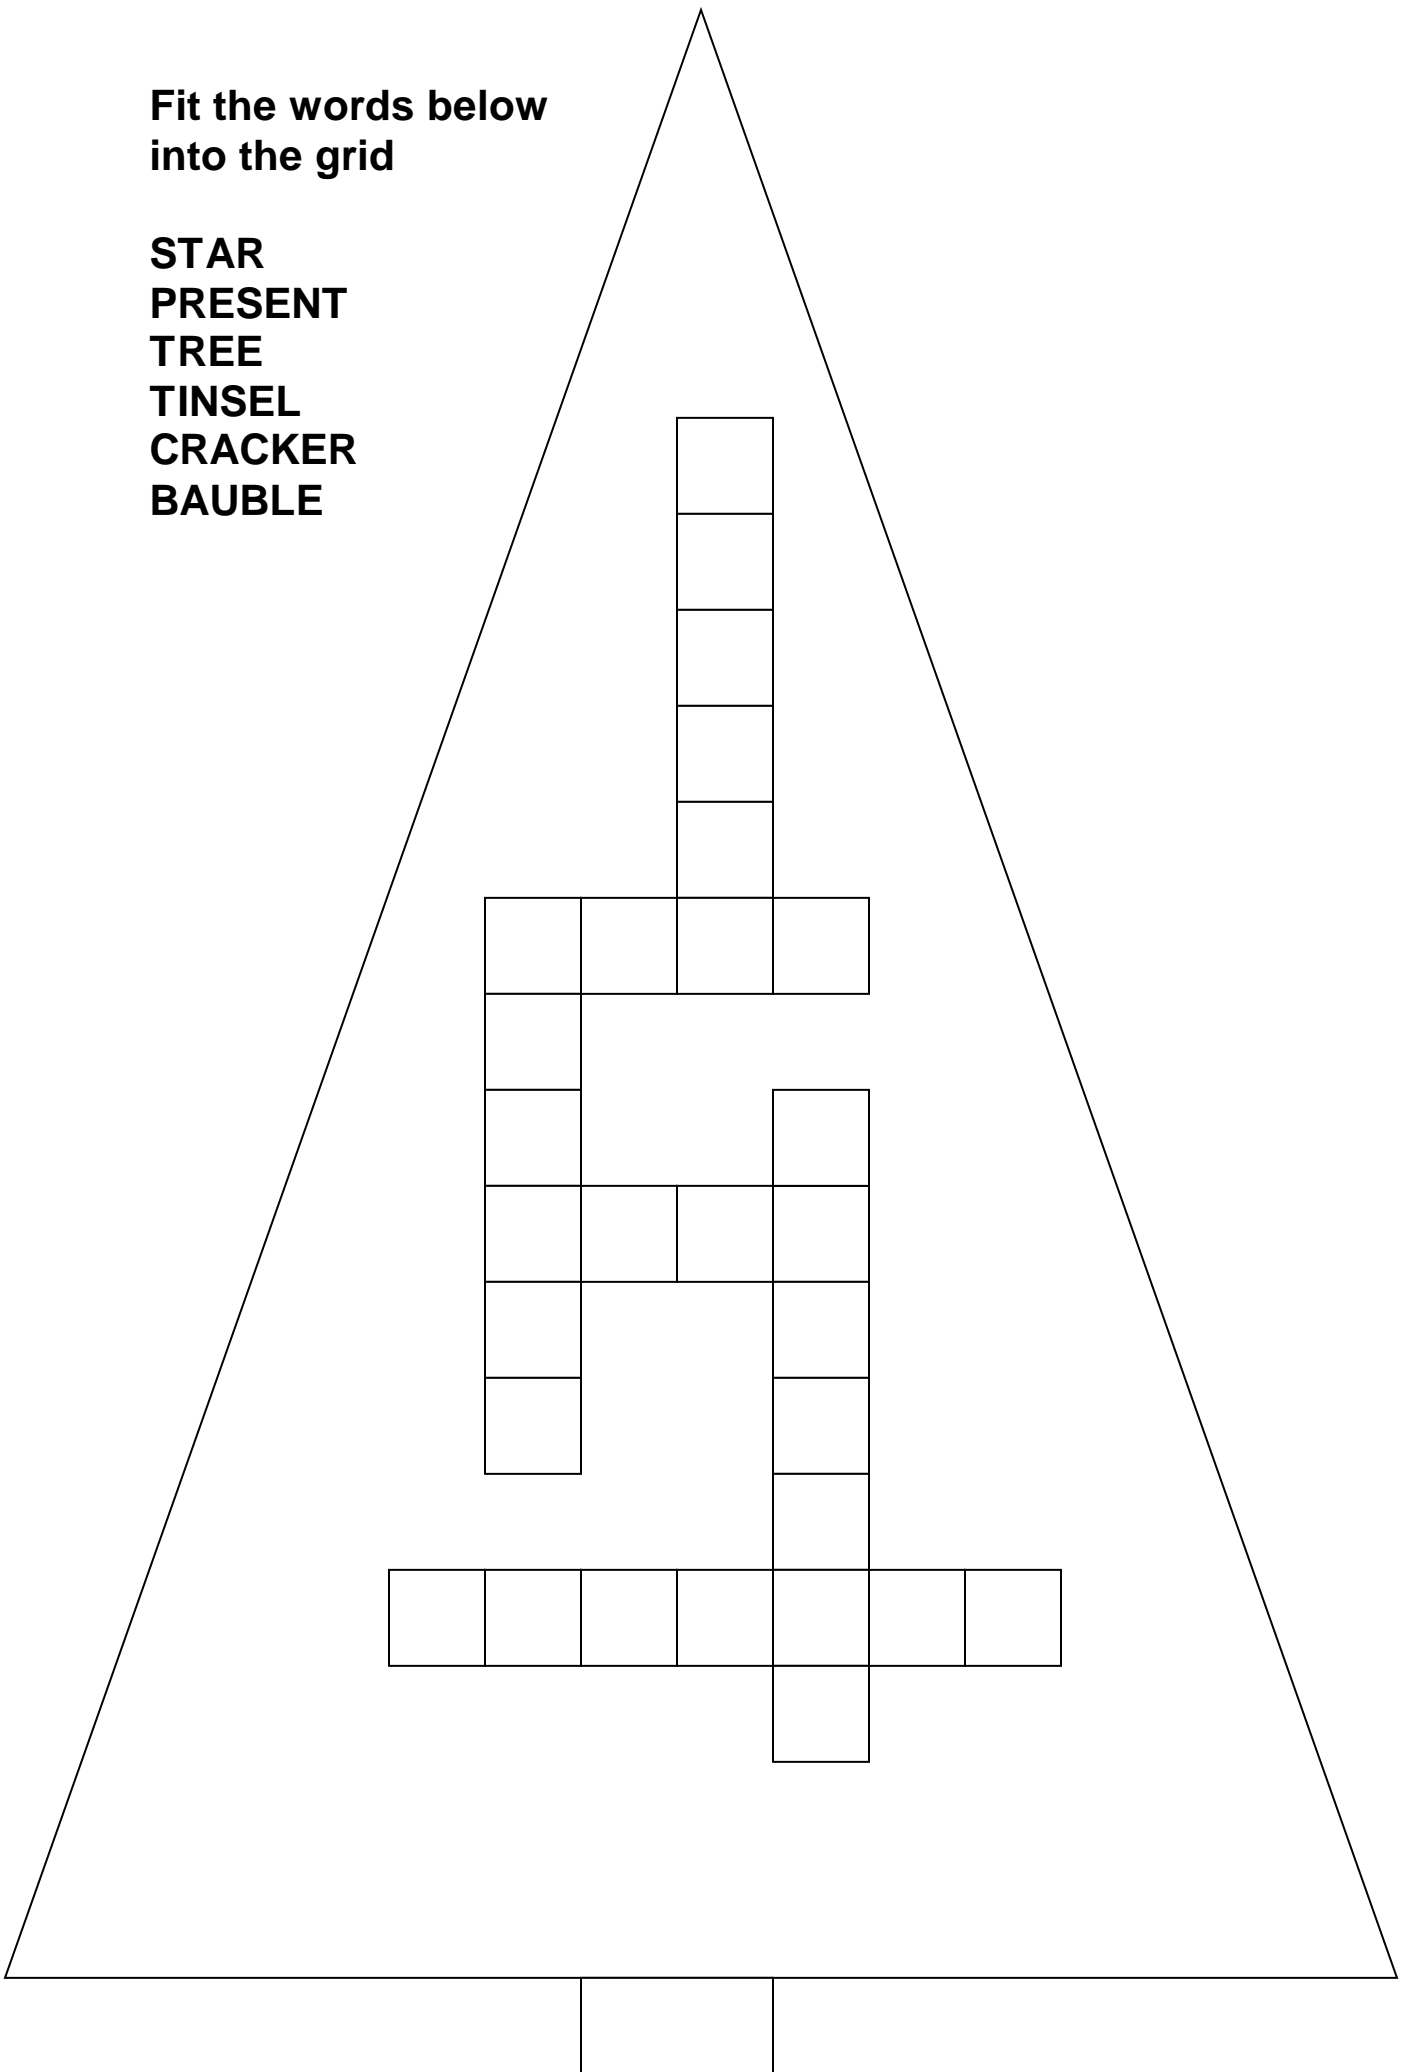 Fit the words below
into the grid
STAR
PRESENT
TREE
TINSEL
CRACKER
BAUBLE